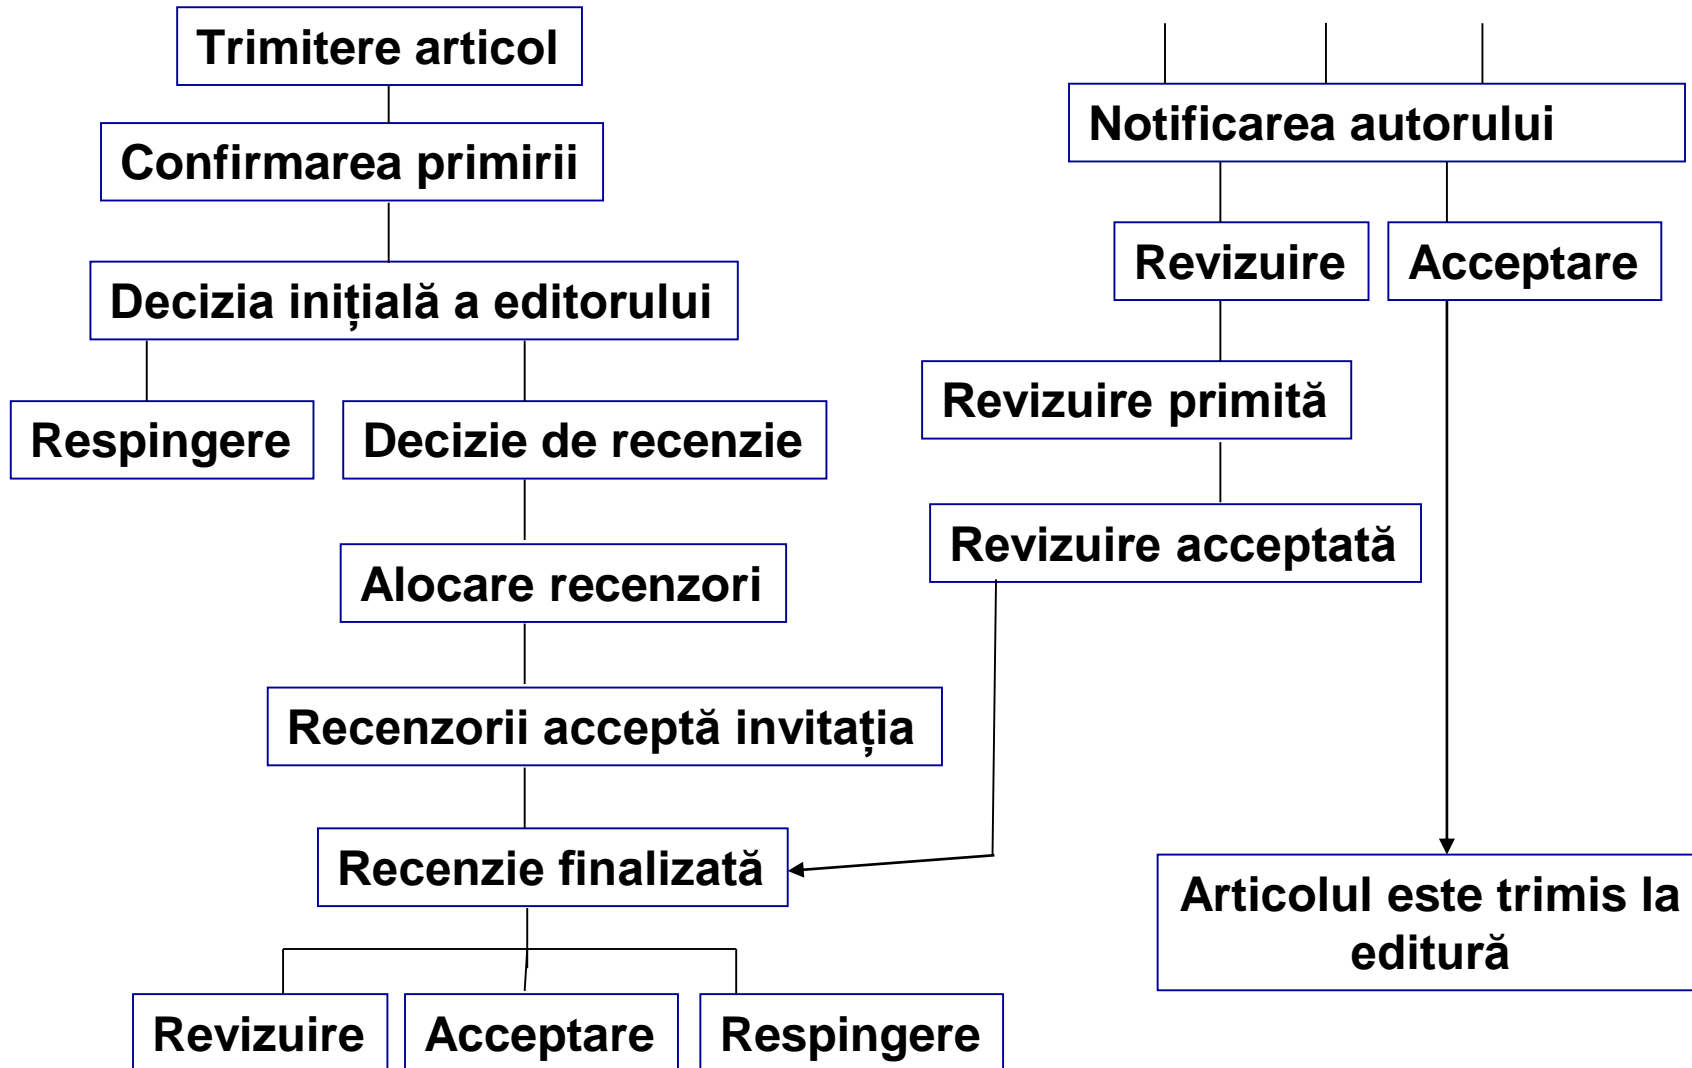 Trimitere articol
Confirmarea primirii
Decizia inițială a editorului
Respingere
Decizie de recenzie
Alocare recenzori
Recenzorii acceptă invitația
Recenzie finalizată
Revizuire
Acceptare
Respingere
Notificarea autorului
Revizuire
Acceptare
Revizuire primită
Revizuire acceptată
Articolul este trimis la
editură